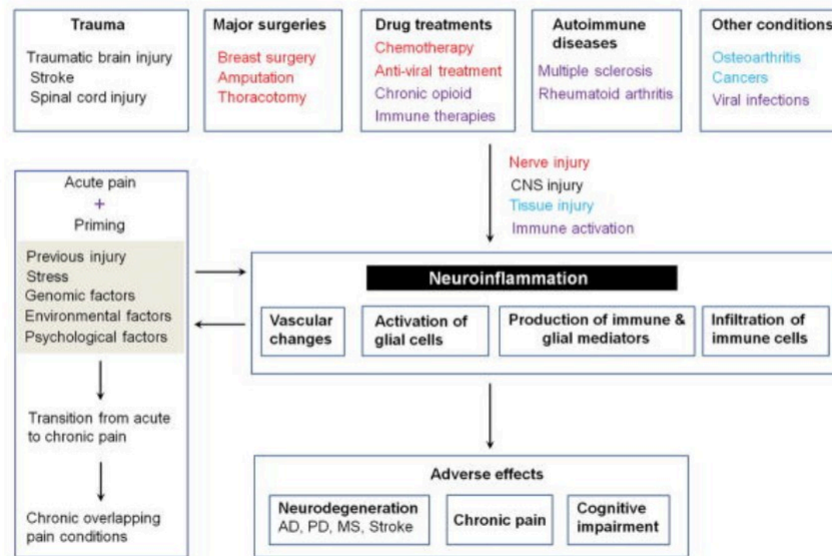 Trauma
Traumatic brain injury
Stroke
Spinal cord injury
Major surgeries
Breast surgery
Amputation
Thoracotomy
Drug treatments
Chemotherapy
Anti-viral treatment
Chronic opioid
Immune therapies
Autoimmune
diseases
Multiple sclerosis
Rheumatoid arthritis
Other conditions
Osteoarthritis
Cancers
Viral infections
Nerve injury
CNS injury
Tissue injury
Immune activation
Acute pain
+
Priming
Previous injury
Stress
Genomic factors
Environmental factors
Psychological factors
Transition from acute
to chronic pain
Chronic overlapping
pain conditions
Neuroinflammation
Vascular
changes
Activation of
glial cells
Production of immune &
glial mediators
Infiltration of
immune cells
Adverse effects
Neurodegeneration
AD, PD, MS, Stroke
Chronic pain
Cognitive
impairment